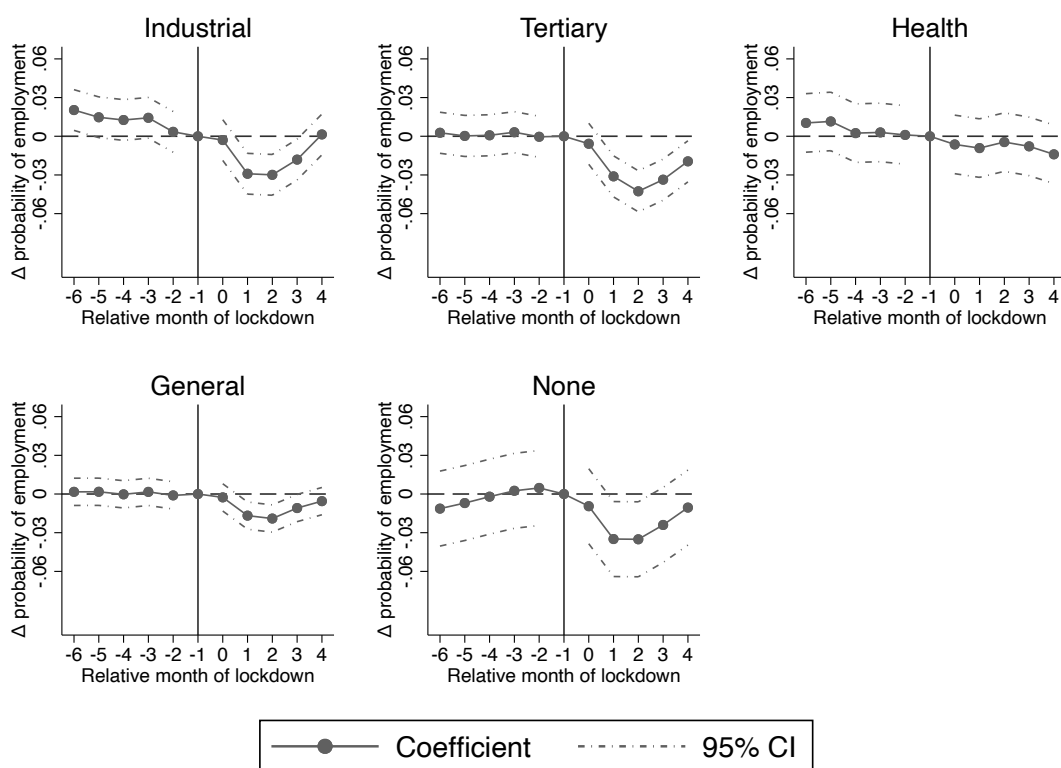 Industrial
Δ probability of employment
.06
.03
0
-.03
-.06
-6 -5 -4 -3 -2 -1 0 1 2 3 4
Relative month of lockdown
Tertiary
Δ probability of employment
.06
.03
0
-.03
-.06
-6 -5 -4 -3 -2 -1 0 1 2 3 4
Relative month of lockdown
Health
Δ probability of employment
.06
.03
0
-.03
-.06
-6 -5 -4 -3 -2 -1 0 1 2 3 4
Relative month of lockdown
General
Δ probability of employment
.06
.03
0
-.03
-.06
-6 -5 -4 -3 -2 -1 0 1 2 3 4
Relative month of lockdown
None
Δ probability of employment
.06
.03
0
-.03
-.06
-6 -5 -4 -3 -2 -1 0 1 2 3 4
Relative month of lockdown
Coefficient 95% CI